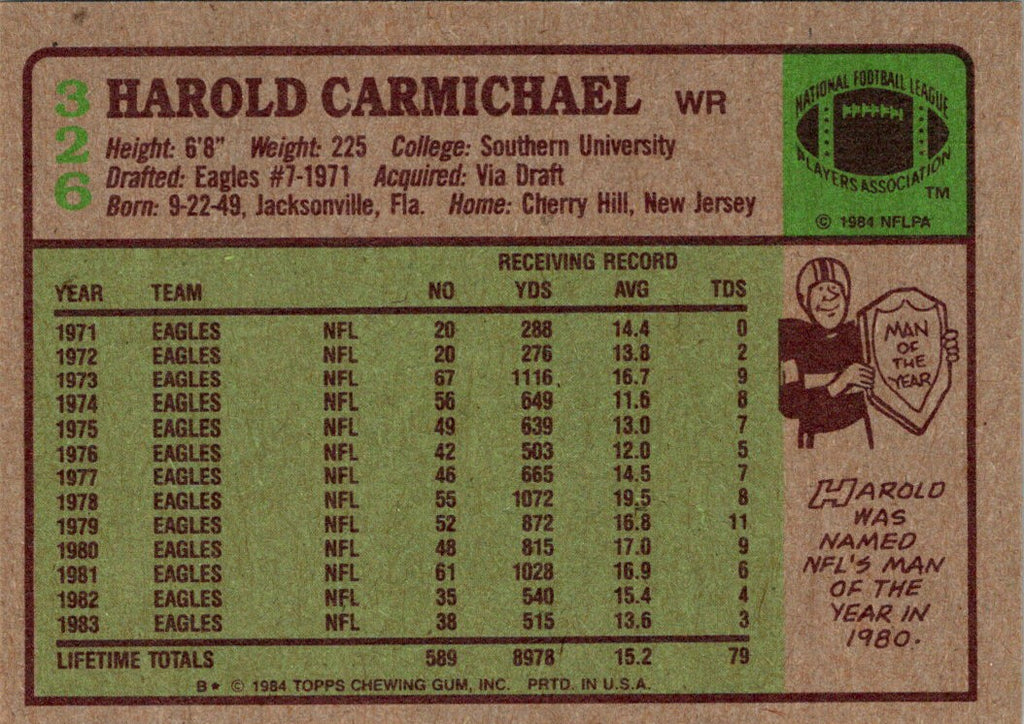 326
HAROLD CARMICHAEL WR
Height: 6'8" Weight: 225 College: Southern University
Drafted: Eagles #7-1971 Acquired: Via Draft
Born: 9-22-49, Jacksonville, Fla. Home: Cherry Hill, New Jersey
NATIONAL FOOTBALL LEAGUE
PLAYERS ASSOCIATION
TM
© 1984 NFLPA
RECEIVING RECORD
YEAR TEAM NO YDS AVG TDS
1971 EAGLES NFL 20 288 14.4 0
1972 EAGLES NFL 20 276 13.8 2
1973 EAGLES NFL 67 1116 16.7 9
1974 EAGLES NFL 56 649 11.6 8
1975 EAGLES NFL 49 639 13.0 7
1976 EAGLES NFL 42 503 12.0 5
1977 EAGLES NFL 46 665 14.5 7
1978 EAGLES NFL 55 1072 19.5 8
1979 EAGLES NFL 52 872 16.8 11
1980 EAGLES NFL 48 815 17.0 9
1981 EAGLES NFL 61 1028 16.9 6
1982 EAGLES NFL 35 540 15.4 4
1983 EAGLES NFL 38 515 13.6 3
LIFETIME TOTALS 589 8978 15.2 79
B* © 1984 TOPPS CHEWING GUM, INC. PRTD. IN U.S.A.
MAN
OF
THE
YEAR
HAROLD
WAS
NAMED
NFL'S MAN
OF THE
YEAR IN
1980.